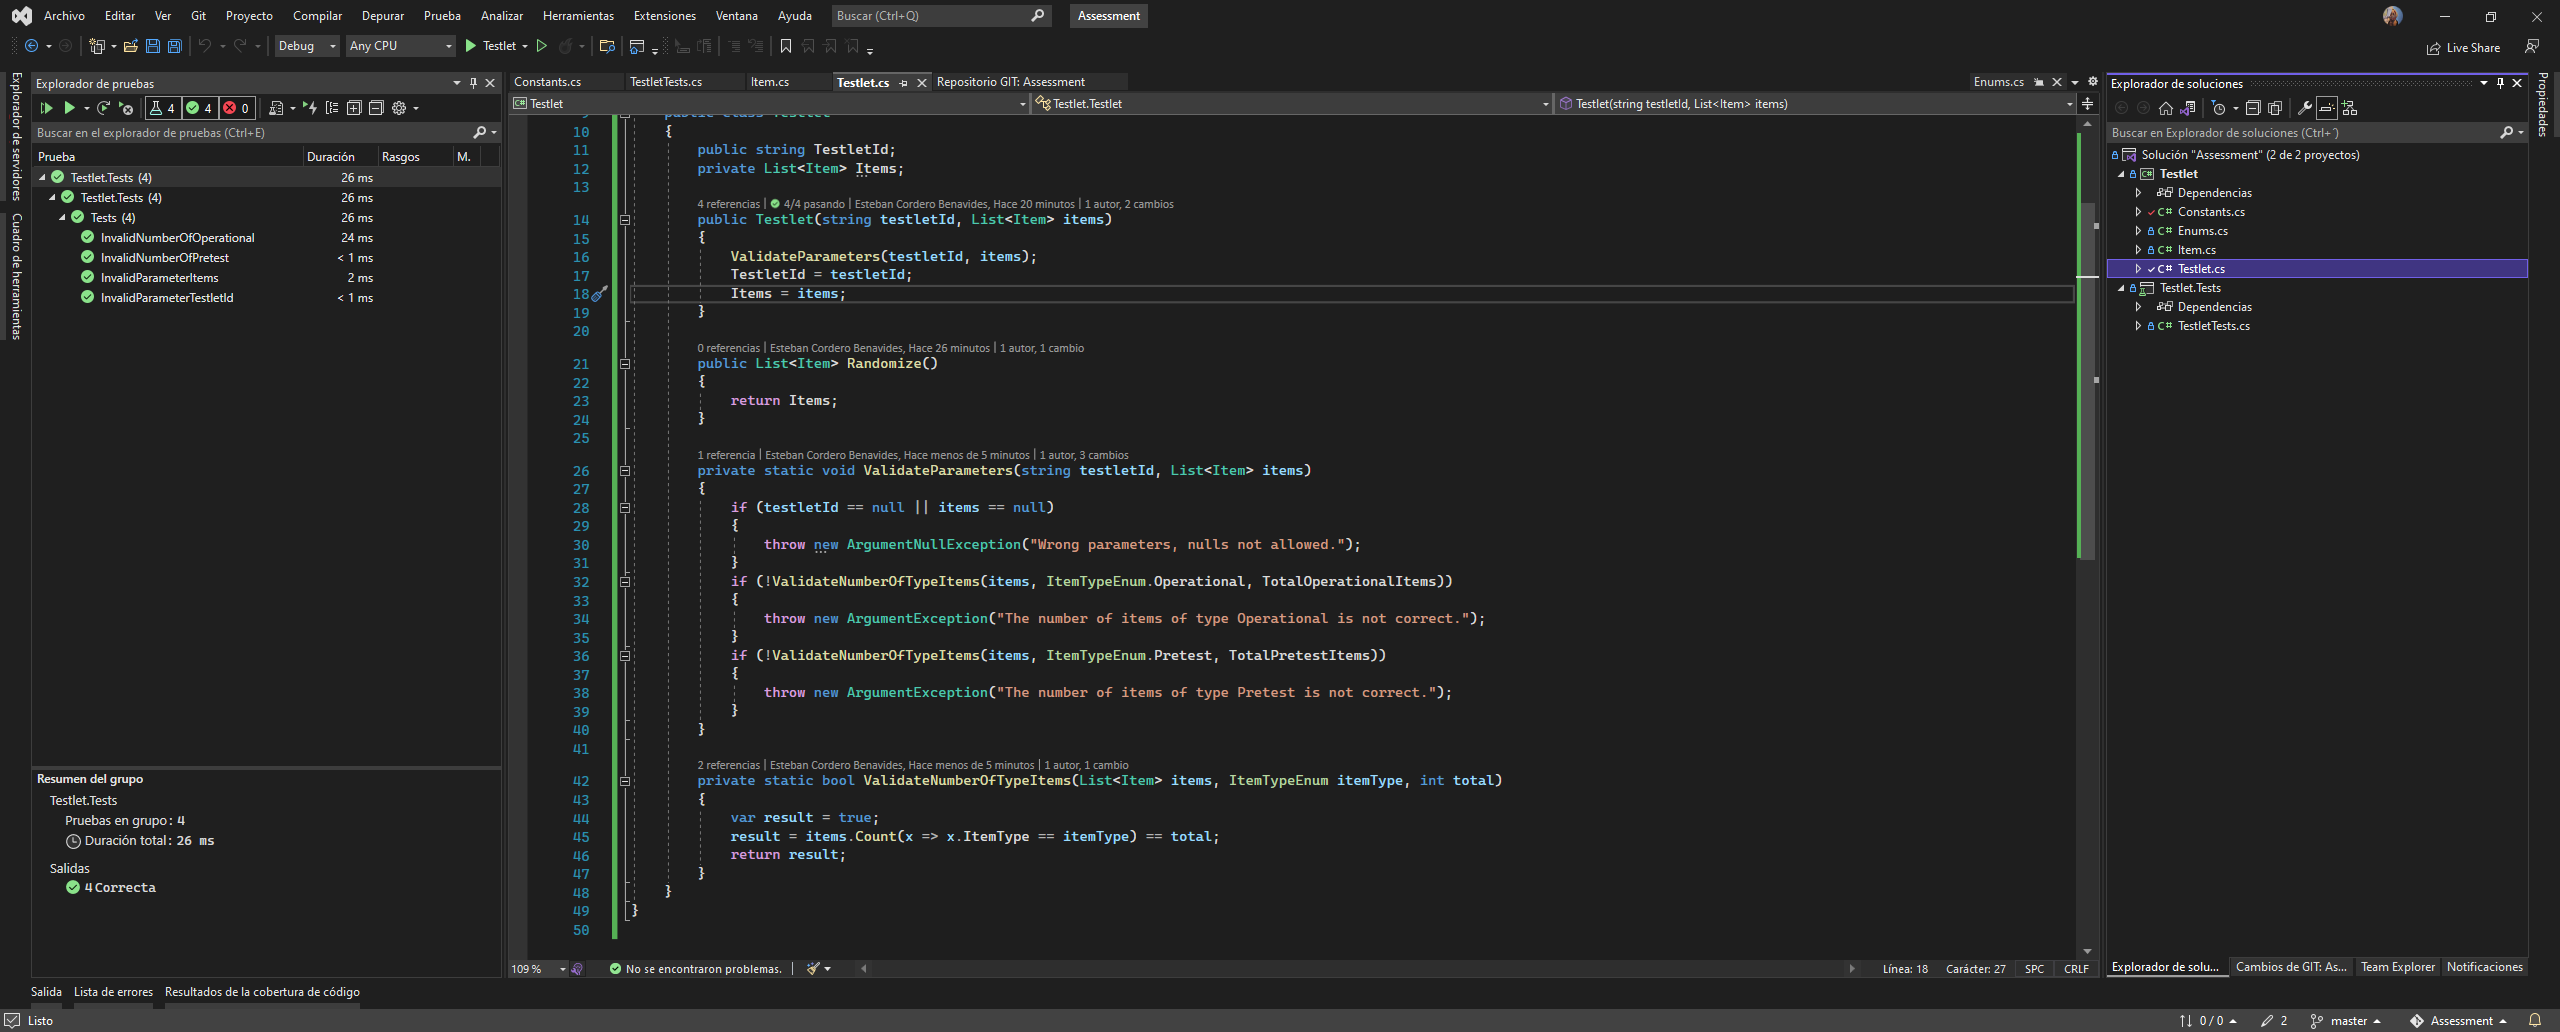 Archivo Editar Ver Git Proyecto Compilar Depurar Prueba Analizar Herramientas Extensiones Ventana Ayuda Buscar (Ctrl+Q) Assessment
Debug Any CPU Testlet Live Share
Explorador de servidores
Cuadro de herramientas
Explorador de pruebas
4 4 0
Buscar en el explorador de pruebas (Ctrl+E)
Prueba Duración Rasgos M.
Testlet.Tests (4) 26 ms
Testlet.Tests (4) 26 ms
Tests (4) 26 ms
InvalidNumberOfOperational 24 ms
InvalidNumberOfPretest < 1 ms
InvalidParameterItems 2 ms
InvalidParameterTestletId < 1 ms
Resumen del grupo
Testlet.Tests
Pruebas en grupo: 4
Duración total: 26 ms
Salidas
4 Correcta
Constants.cs TestletTests.cs Item.cs Testlet.cs Repositorio GIT: Assessment Enums.cs
C# Testlet Testlet.Testlet Testlet(string testletId, List<Item> items)
9 public class Testlet
10 {
11 public string TestletId;
12 private List<Item> Items;
13
4 referencias | 4/4 pasando | Esteban Cordero Benavides, Hace 20 minutos | 1 autor, 2 cambios
14 public Testlet(string testletId, List<Item> items)
15 {
16 ValidateParameters(testletId, items);
17 TestletId = testletId;
18 Items = items;
19 }
20
0 referencias | Esteban Cordero Benavides, Hace 26 minutos | 1 autor, 1 cambio
21 public List<Item> Randomize()
22 {
23 return Items;
24 }
25
1 referencia | Esteban Cordero Benavides, Hace menos de 5 minutos | 1 autor, 3 cambios
26 private static void ValidateParameters(string testletId, List<Item> items)
27 {
28 if (testletId == null || items == null)
29 {
30 throw new ArgumentNullException("Wrong parameters, nulls not allowed.");
31 }
32 if (!ValidateNumberOfTypeItems(items, ItemTypeEnum.Operational, TotalOperationalItems))
33 {
34 throw new ArgumentException("The number of items of type Operational is not correct.");
35 }
36 if (!ValidateNumberOfTypeItems(items, ItemTypeEnum.Pretest, TotalPretestItems))
37 {
38 throw new ArgumentException("The number of items of type Pretest is not correct.");
39 }
40 }
41
2 referencias | Esteban Cordero Benavides, Hace menos de 5 minutos | 1 autor, 1 cambio
42 private static bool ValidateNumberOfTypeItems(List<Item> items, ItemTypeEnum itemType, int total)
43 {
44 var result = true;
45 result = items.Count(x => x.ItemType == itemType) == total;
46 return result;
47 }
48 }
49 }
50
109 % No se encontraron problemas. Línea: 18 Carácter: 27 SPC CRLF
Explorador de soluciones
Buscar en Explorador de soluciones (Ctrl+´)
Solución "Assessment" (2 de 2 proyectos)
C# Testlet
Dependencias
C# Constants.cs
C# Enums.cs
C# Item.cs
C# Testlet.cs
Testlet.Tests
Dependencias
C# TestletTests.cs
Explorador de solu... Cambios de GIT: As... Team Explorer Notificaciones
Propiedades
Salida Lista de errores Resultados de la cobertura de código
Listo 0 / 0 2 master Assessment